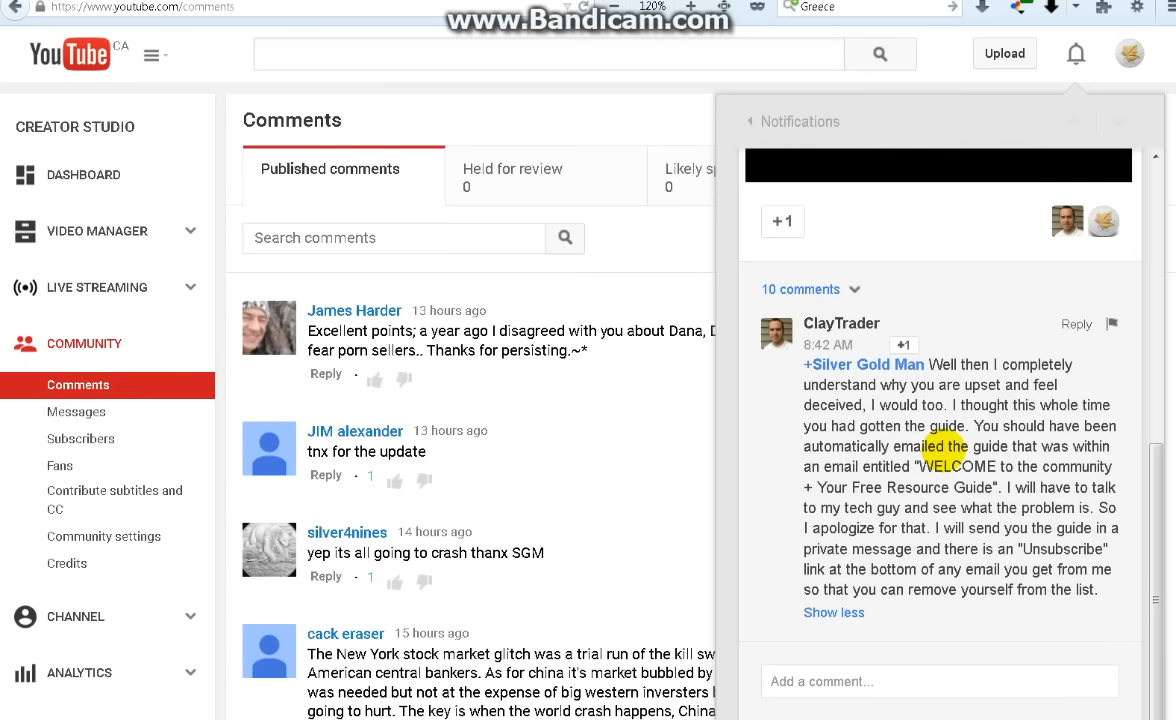 www.Bandicam.com
https://www.youtube.com/comments
120%
Greece
YouTube CA
Upload
CREATOR STUDIO
DASHBOARD
VIDEO MANAGER
LIVE STREAMING
COMMUNITY
Comments
Messages
Subscribers
Fans
Contribute subtitles and
CC
Community settings
Credits
CHANNEL
ANALYTICS
Comments
Published comments
Held for review
0
Likely sp
0
Search comments
James Harder 13 hours ago
Excellent points; a year ago I disagreed with you about Dana, D
fear porn sellers.. Thanks for persisting.~*
Reply
JIM alexander 13 hours ago
tnx for the update
Reply · 1
silver4nines 14 hours ago
yep its all going to crash thanx SGM
Reply · 1
cack eraser 15 hours ago
The New York stock market glitch was a trial run of the kill sw
American central bankers. As for china it's market bubbled by
was needed but not at the expense of big western inversters
going to hurt. The key is when the world crash happens, China
Notifications
+1
10 comments
ClayTrader
Reply
8:42 AM +1
+Silver Gold Man Well then I completely
understand why you are upset and feel
deceived, I would too. I thought this whole time
you had gotten the guide. You should have been
automatically emailed the guide that was within
an email entitled "WELCOME to the community
+ Your Free Resource Guide". I will have to talk
to my tech guy and see what the problem is. So
I apologize for that. I will send you the guide in a
private message and there is an "Unsubscribe"
link at the bottom of any email you get from me
so that you can remove yourself from the list.
Show less
Add a comment...